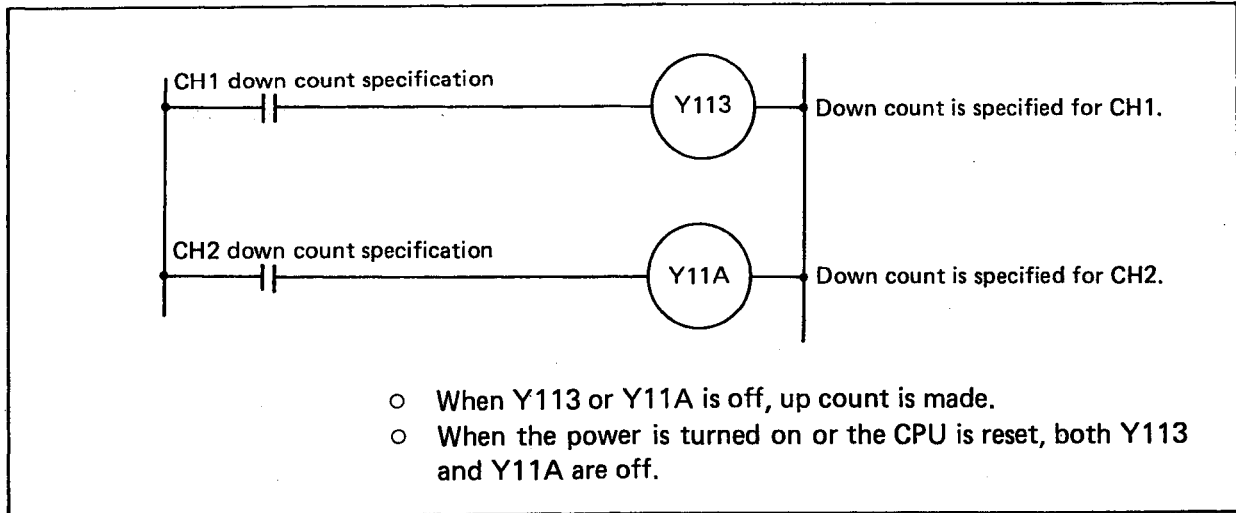 CH1 down count specification
Y113
Down count is specified for CH1.
CH2 down count specification
Y11A
Down count is specified for CH2.
○ When Y113 or Y11A is off, up count is made.
○ When the power is turned on or the CPU is reset, both Y113
and Y11A are off.